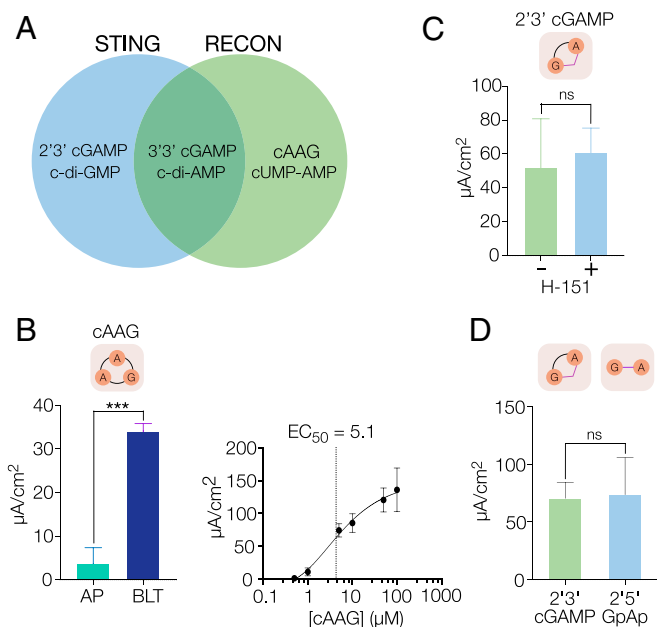 A
STING RECON
2'3' cGAMP
c-di-GMP
3'3' cGAMP
c-di-AMP
cAAG
cUMP-AMP
B
cAAG
A
A G
***
40
30
20
10
0
µA/cm²
AP BLT
EC₅₀ = 5.1
200
150
100
50
0
µA/cm²
0.1 1 10 100 1000
[cAAG] (µM)
C
2'3' cGAMP
A
G
ns
100
80
60
40
20
0
µA/cm²
- +
H-151
D
A
G
G A
ns
150
100
50
0
µA/cm²
2'3' 2'5'
cGAMP GpAp